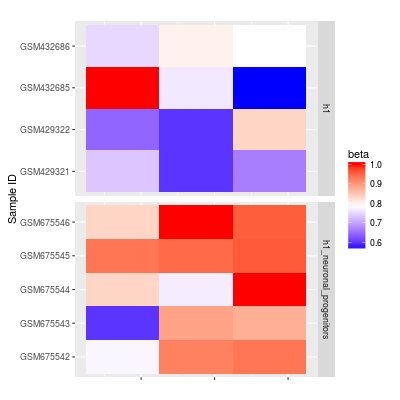 Sample ID
GSM432686
GSM432685
GSM429322
GSM429321
h1
GSM675546
GSM675545
GSM675544
GSM675543
GSM675542
h1_neuronal_progenitors
beta
1.0
0.9
0.8
0.7
0.6